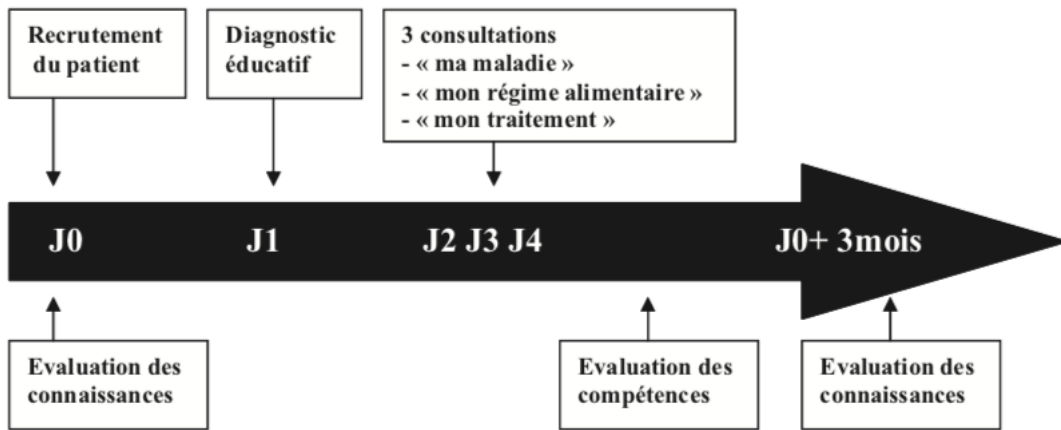 Recrutement
du patient
Diagnostic
éducatif
3 consultations
- « ma maladie »
- « mon régime alimentaire »
- « mon traitement »
J0
J1
J2 J3 J4
J0+ 3mois
Evaluation des
connaissances
Evaluation des
compétences
Evaluation des
connaissances